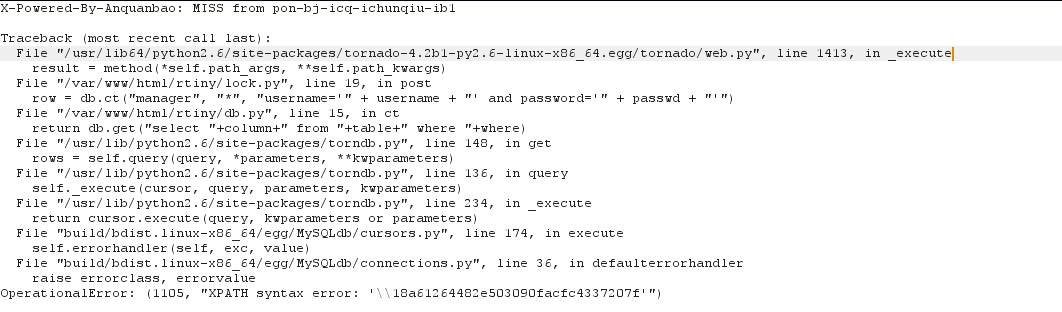 X-Powered-By-Anquanbao: MISS from pon-bj-icq-ichunqiu-ib1
Traceback (most recent call last):
File "/usr/lib64/python2.6/site-packages/tornado-4.2b1-py2.6-linux-x86_64.egg/tornado/web.py", line 1413, in _execute
result = method(*self.path_args, **self.path_kwargs)
File "/var/www/html/rtiny/lock.py", line 19, in post
row = db.ct("manager", "*", "username='" + username + "' and password='" + passwd + "'")
File "/var/www/html/rtiny/db.py", line 15, in ct
return db.get("select "+column+" from "+table+" where "+where)
File "/usr/lib/python2.6/site-packages/torndb.py", line 148, in get
rows = self.query(query, *parameters, **kwparameters)
File "/usr/lib/python2.6/site-packages/torndb.py", line 136, in query
self._execute(cursor, query, parameters, kwparameters)
File "/usr/lib/python2.6/site-packages/torndb.py", line 234, in _execute
return cursor.execute(query, kwparameters or parameters)
File "build/bdist.linux-x86_64/egg/MySQLdb/cursors.py", line 174, in execute
self.errorhandler(self, exc, value)
File "build/bdist.linux-x86_64/egg/MySQLdb/connections.py", line 36, in defaulterrorhandler
raise errorclass, errorvalue
OperationalError: (1105, "XPATH syntax error: '\\18a61264482e503090facfc4337207f'")